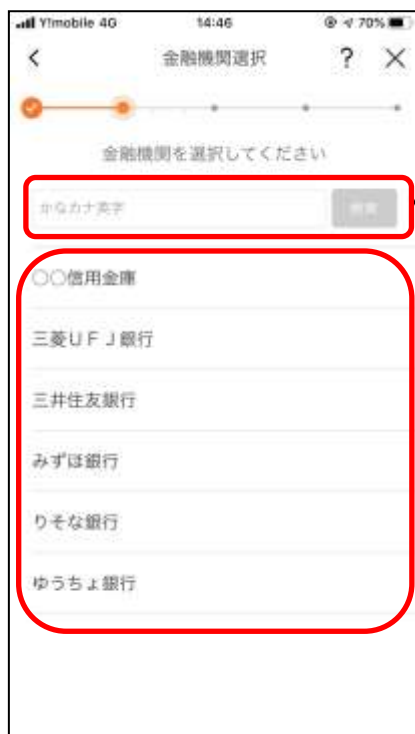 Y!mobile 4G 14:46 70%
金融機関選択 ?
金融機関を選択してください
かなカナ英字 検索
〇〇信用金庫
三菱UFJ銀行
三井住友銀行
みずほ銀行
りそな銀行
ゆうちょ銀行